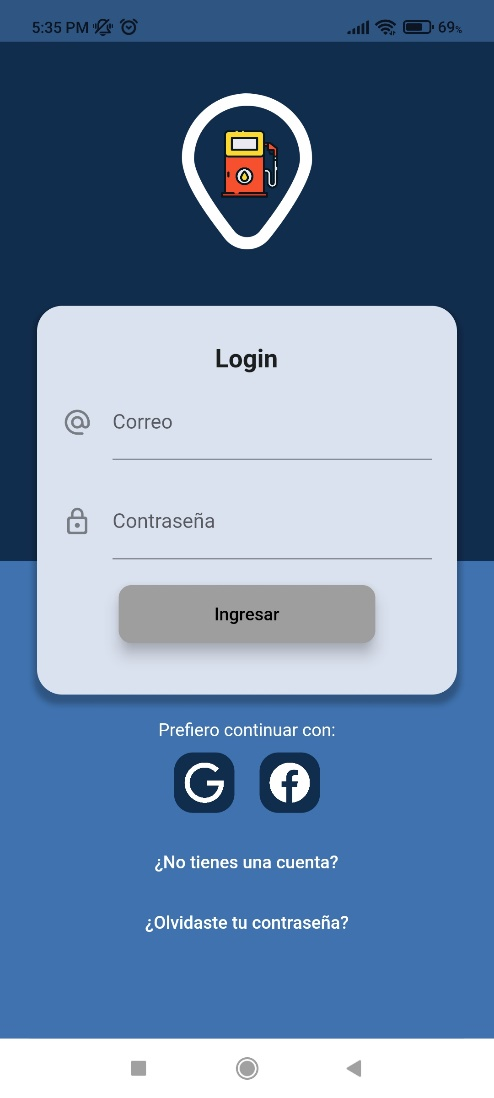 5:35 PM
69%
Login
Correo
Contraseña
Ingresar
Prefiero continuar con:
¿No tienes una cuenta?
¿Olvidaste tu contraseña?